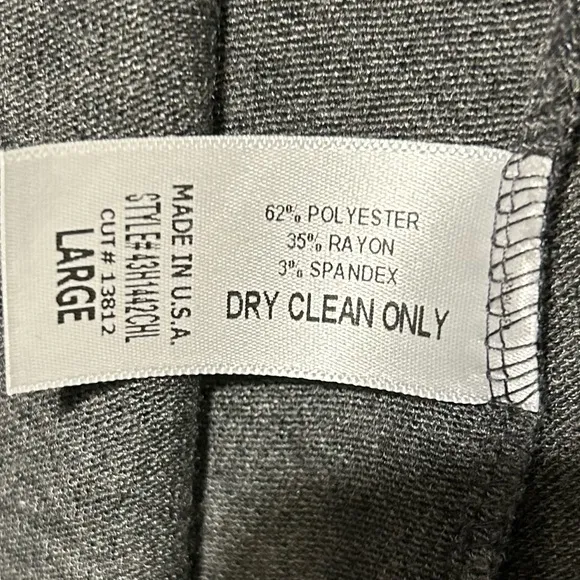 62% POLYESTER
35% RAYON
3% SPANDEX
DRY CLEAN ONLY
MADE IN U.S.A.
STYLE#43H1442CHL
CUT # 13812
LARGE